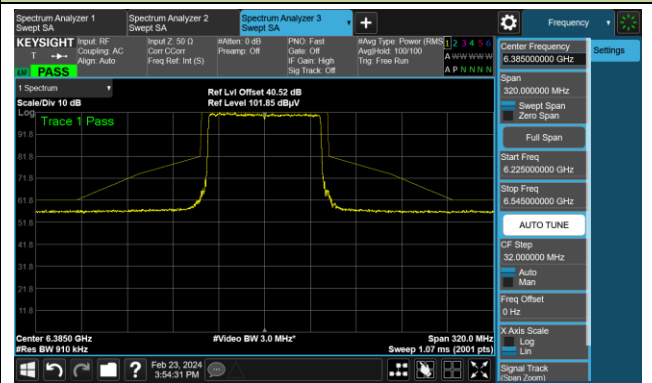 Spectrum Analyzer 1
Swept SA
Spectrum Analyzer 2
Swept SA
Spectrum Analyzer 3
Swept SA
Frequency
KEYSIGHT
Input: RF
Coupling: AC
Align: Auto
Input Z: 50 Ω
Corr CCorr
Freq Ref: Int (S)
#Atten: 0 dB
Preamp: Off
PNO: Fast
Gate: Off
IF Gain: High
Sig Track: Off
#Avg Type: Power (RMS
Avg|Hold: 100/100
Trig: Free Run
1 2 3 4 5 6
A W W W W W
A P N N N N
PASS
1 Spectrum
Scale/Div 10 dB
Ref Lvl Offset 40.52 dB
Ref Level 101.85 dBµV
Log
Trace 1 Pass
91.8
81.8
71.8
61.8
51.8
41.8
31.8
21.8
11.8
Center 6.3850 GHz
#Res BW 910 kHz
#Video BW 3.0 MHz*
Span 320.0 MHz
Sweep 1.07 ms (2001 pts)
Center Frequency
6.385000000 GHz
Settings
Span
320.000000 MHz
Swept Span
Zero Span
Full Span
Start Freq
6.225000000 GHz
Stop Freq
6.545000000 GHz
AUTO TUNE
CF Step
32.000000 MHz
Auto
Man
Freq Offset
0 Hz
X Axis Scale
Log
Lin
Signal Track
(Span Zoom)
Feb 23, 2024
3:54:31 PM